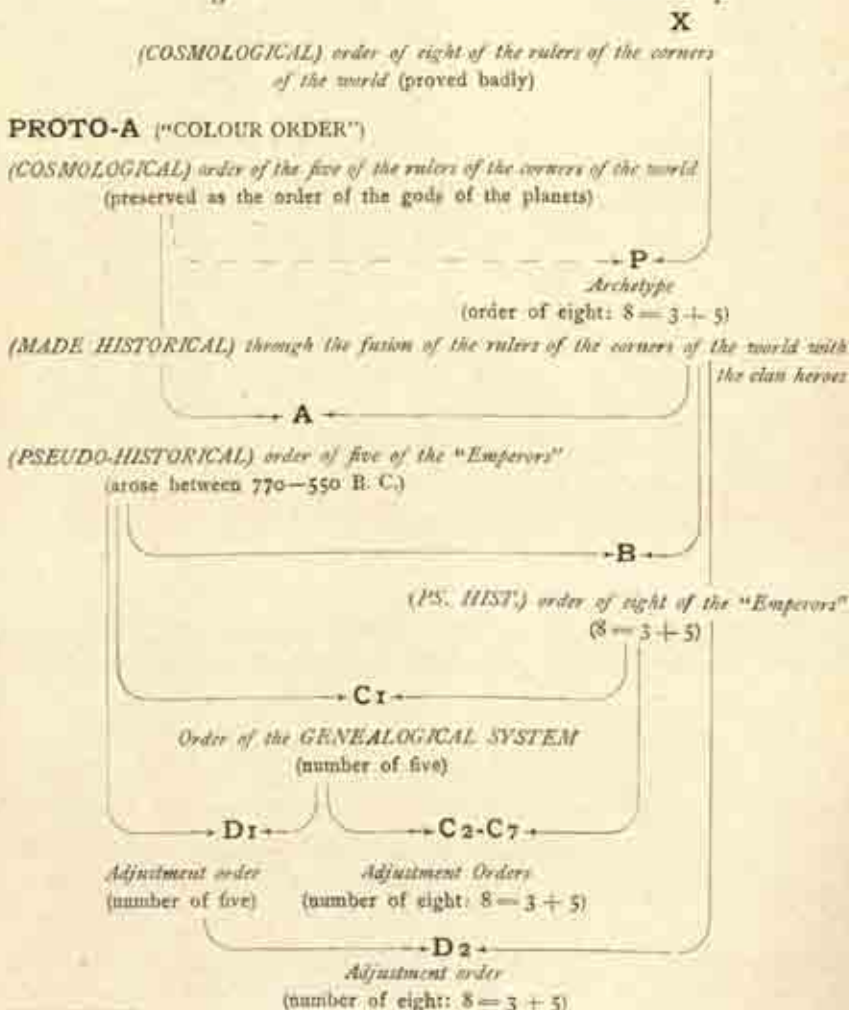 X
(COSMOLOGICAL) order of eight of the rulers of the corners
of the world (proved badly)
PROTO-A ("COLOUR ORDER")
(COSMOLOGICAL) order of the five of the rulers of the corners of the world
(preserved as the order of the gods of the planets)
P
Archetype
(order of eight: 8 = 3 + 5)
(MADE HISTORICAL) through the fusion of the rulers of the corners of the world with
the clan heroes
A
(PSEUDO-HISTORICAL) order of five of the "Emperors"
(arose between 770—550 B. C.)
B
(PS. HIST.) order of eight of the "Emperors"
(8 = 3 + 5)
C1
Order of the GENEALOGICAL SYSTEM
(number of five)
D1 C2-C7
Adjustment order Adjustment Orders
(number of five) (number of eight: 8 = 3 + 5)
D2
Adjustment order
(number of eight: 8 = 3 + 5)